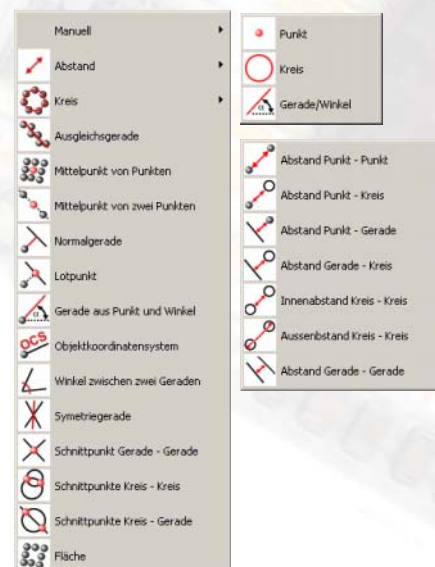 Manuell
Abstand
Kreis
Ausgleichsgerade
Mittelpunkt von Punkten
Mittelpunkt von zwei Punkten
Normalgerade
Lotpunkt
α
Gerade aus Punkt und Winkel
OCS
Objektkoordinatensystem
Winkel zwischen zwei Geraden
Symetriegerade
Schnittpunkt Gerade - Gerade
Schnittpunkte Kreis - Kreis
Schnittpunkte Kreis - Gerade
Fläche
Punkt
Kreis
α
Gerade/Winkel
Abstand Punkt - Punkt
Abstand Punkt - Kreis
Abstand Punkt - Gerade
Abstand Gerade - Kreis
Innenabstand Kreis - Kreis
Aussenbstand Kreis - Kreis
Abstand Gerade - Gerade